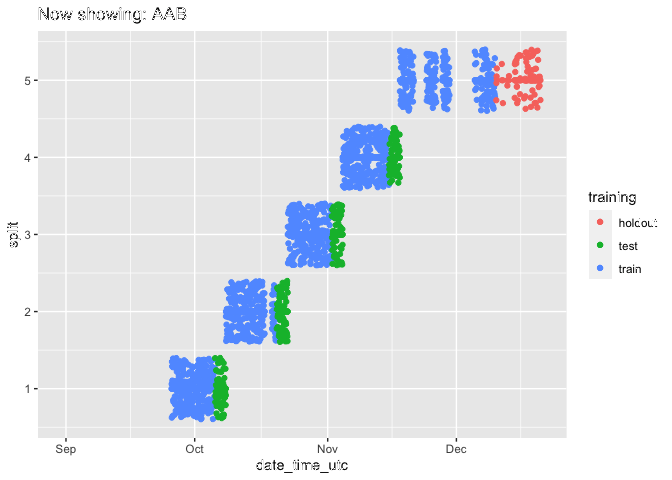 Now showing: AAB
5
4
3
2
1
split
Sep Oct Nov Dec
date_time_utc
training
holdout
test
train